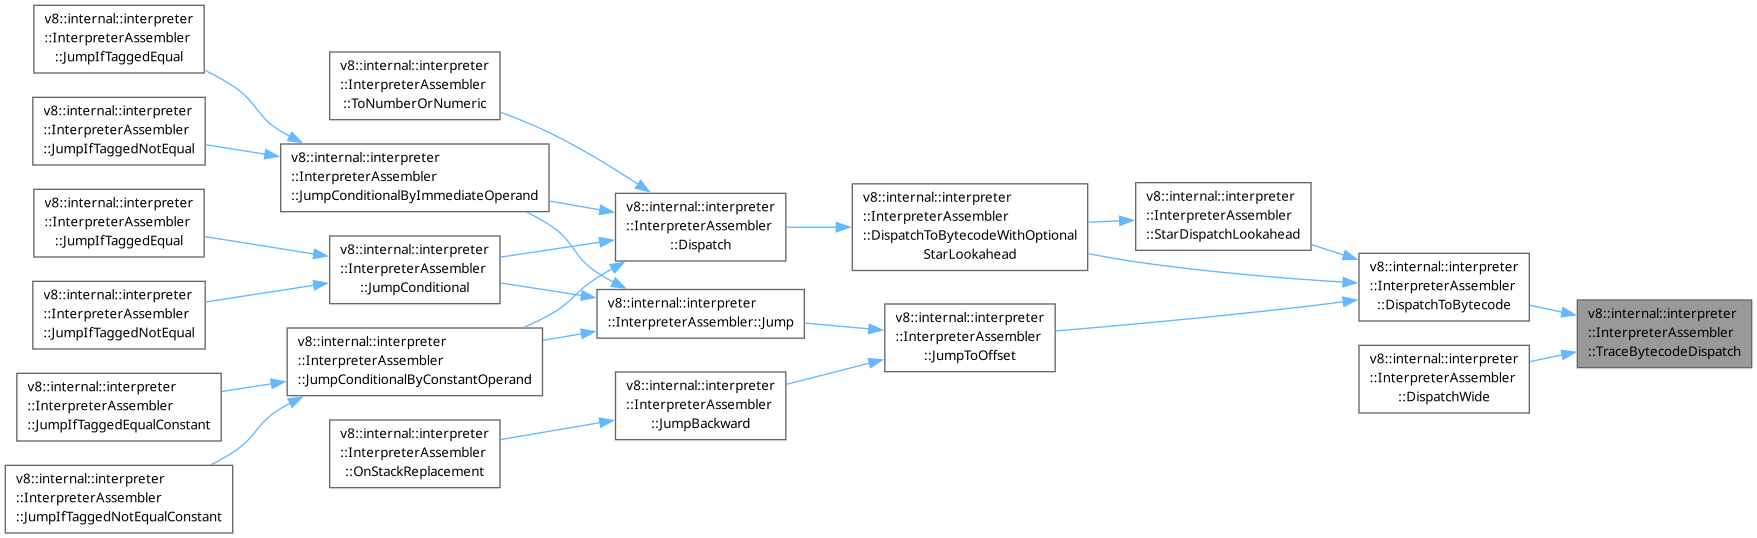 v8::internal::interpreter
::InterpreterAssembler
::JumpIfTaggedEqual
v8::internal::interpreter
::InterpreterAssembler
::JumpIfTaggedNotEqual
v8::internal::interpreter
::InterpreterAssembler
::JumpIfTaggedEqual
v8::internal::interpreter
::InterpreterAssembler
::JumpIfTaggedNotEqual
v8::internal::interpreter
::InterpreterAssembler
::JumpIfTaggedEqualConstant
v8::internal::interpreter
::InterpreterAssembler
::JumpIfTaggedNotEqualConstant
v8::internal::interpreter
::InterpreterAssembler
::ToNumberOrNumeric
v8::internal::interpreter
::InterpreterAssembler
::JumpConditionalByImmediateOperand
v8::internal::interpreter
::InterpreterAssembler
::JumpConditional
v8::internal::interpreter
::InterpreterAssembler
::JumpConditionalByConstantOperand
v8::internal::interpreter
::InterpreterAssembler
::OnStackReplacement
v8::internal::interpreter
::InterpreterAssembler
::Dispatch
v8::internal::interpreter
::InterpreterAssembler::Jump
v8::internal::interpreter
::InterpreterAssembler
::JumpBackward
v8::internal::interpreter
::InterpreterAssembler
::DispatchToBytecodeWithOptional
StarLookahead
v8::internal::interpreter
::InterpreterAssembler
::JumpToOffset
v8::internal::interpreter
::InterpreterAssembler
::StarDispatchLookahead
v8::internal::interpreter
::InterpreterAssembler
::DispatchToBytecode
v8::internal::interpreter
::InterpreterAssembler
::DispatchWide
v8::internal::interpreter
::InterpreterAssembler
::TraceBytecodeDispatch